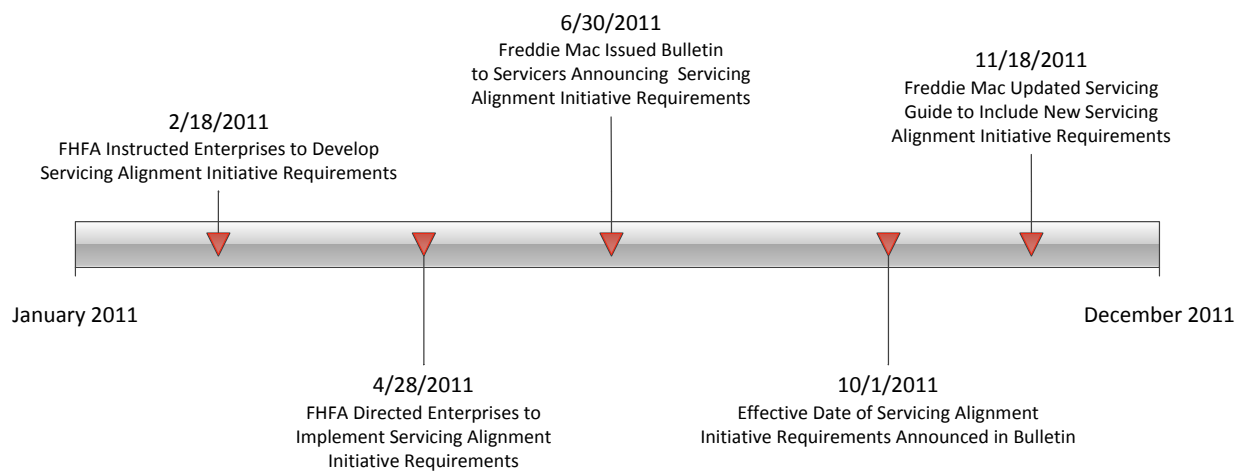 6/30/2011
Freddie Mac Issued Bulletin
to Servicers Announcing Servicing
Alignment Initiative Requirements
11/18/2011
Freddie Mac Updated Servicing
Guide to Include New Servicing
Alignment Initiative Requirements
2/18/2011
FHFA Instructed Enterprises to Develop
Servicing Alignment Initiative Requirements
January 2011
December 2011
4/28/2011
FHFA Directed Enterprises to
Implement Servicing Alignment
Initiative Requirements
10/1/2011
Effective Date of Servicing Alignment
Initiative Requirements Announced in Bulletin